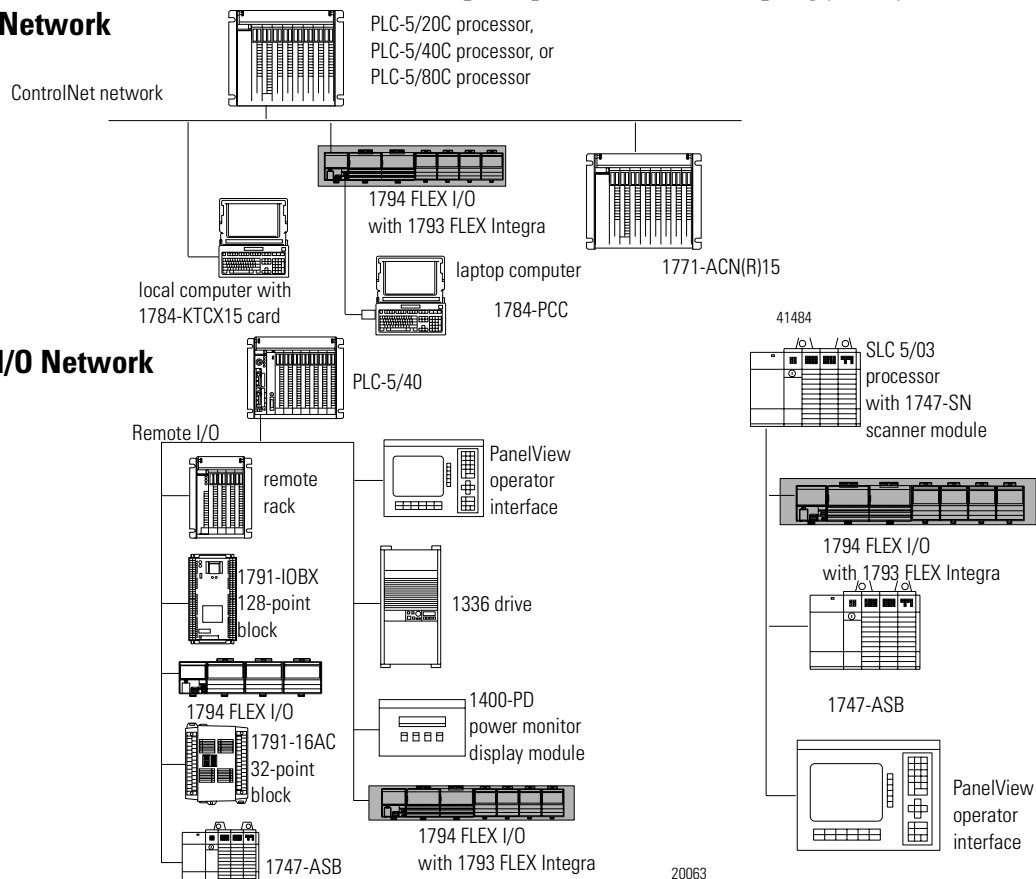 Network
PLC-5/20C processor,
PLC-5/40C processor, or
PLC-5/80C processor
ControlNet network
1794 FLEX I/O
with 1793 FLEX Integra
1771-ACN(R)15
local computer with
1784-KTCX15 card
laptop computer
1784-PCC
41484
I/O Network
PLC-5/40
SLC 5/03
processor
with 1747-SN
scanner module
Remote I/O
remote
rack
PanelView
operator
interface
1794 FLEX I/O
with 1793 FLEX Integra
1791-IOBX
128-point
block
1336 drive
1794 FLEX I/O
1747-ASB
1791-16AC
32-point
block
1400-PD
power monitor
display module
PanelView
operator
interface
1747-ASB
1794 FLEX I/O
with 1793 FLEX Integra
20063